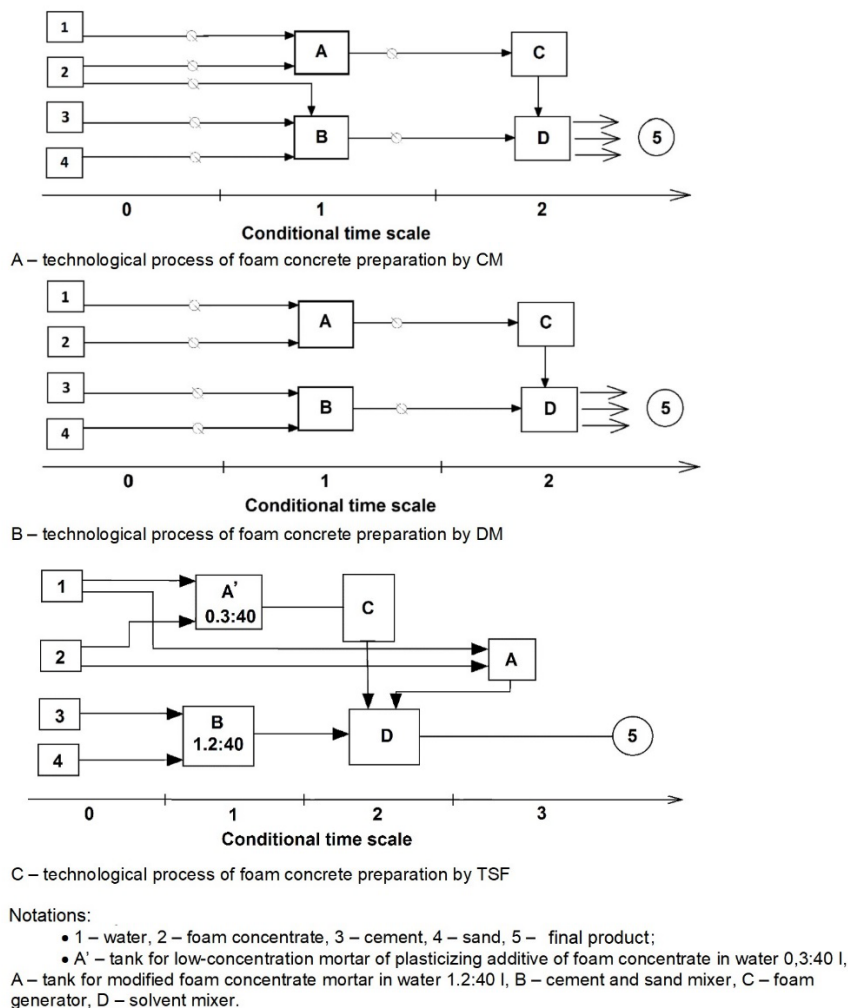 1
A
C
2
3
B
D
5
4
0
1
2
Conditional time scale
A – technological process of foam concrete preparation by CM
1
A
C
2
3
B
D
5
4
0
1
2
Conditional time scale
B – technological process of foam concrete preparation by DM
1
A'
0.3:40
C
2
A
3
B
1.2:40
D
5
4
0
1
2
3
Conditional time scale
C – technological process of foam concrete preparation by TSF
Notations:
• 1 – water, 2 – foam concentrate, 3 – cement, 4 – sand, 5 – final product;
• A' – tank for low-concentration mortar of plasticizing additive of foam concentrate in water 0,3:40 l,
A – tank for modified foam concentrate mortar in water 1.2:40 l, B – cement and sand mixer, C – foam
generator, D – solvent mixer.